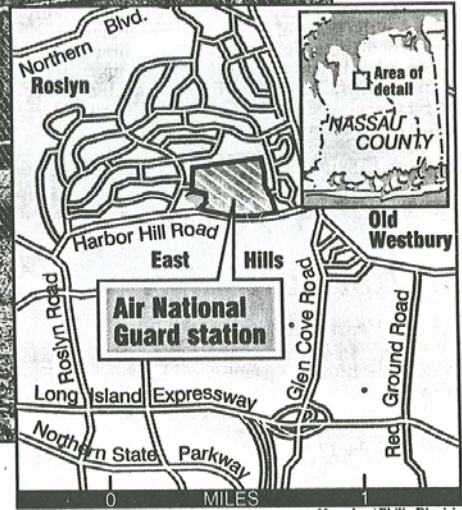 Northern Blvd.
Roslyn
Area of
detail
NASSAU
COUNTY
Old
Westbury
Harbor Hill Road
East Hills
Air National
Guard station
Roslyn Road
Glen Cove Road
Red Ground Road
Long Island Expressway
Northern State Parkway
0 MILES 1